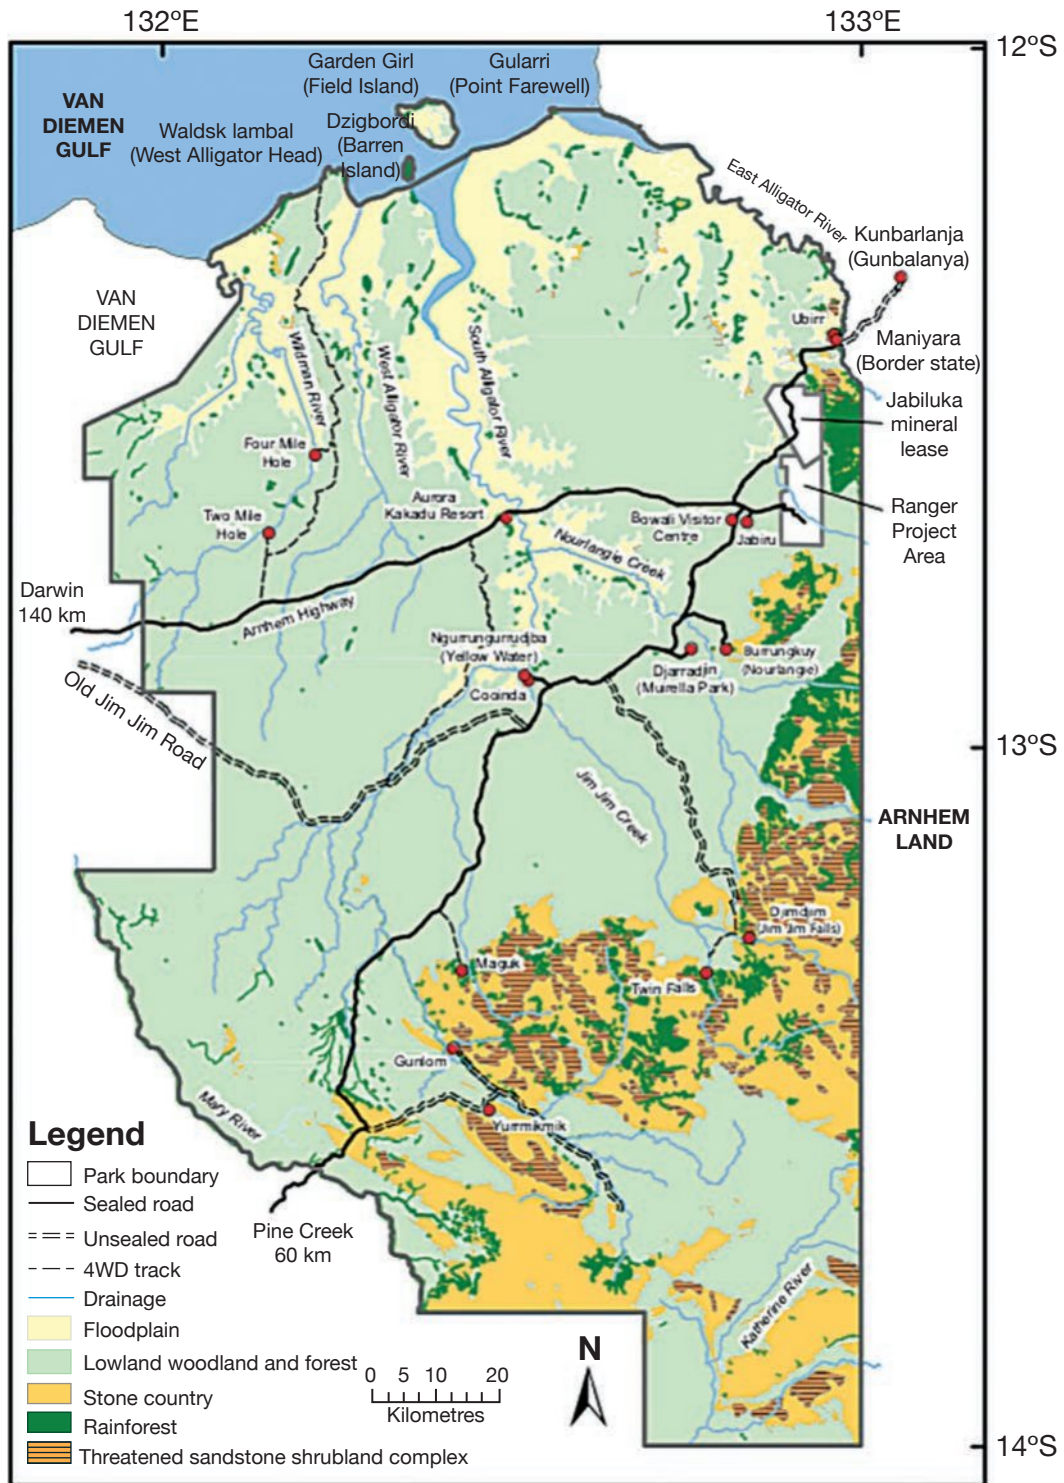 132°E
133°E
12°S
Garden Girl
(Field Island)
Gularri
(Point Farewell)
VAN
DIEMEN
GULF
Waldsk lambal
(West Alligator Head)
Dzigbordi
(Barren
Island)
East Alligator River
Kunbarlanja
(Gunbalanya)
VAN
DIEMEN
GULF
Ubirr
Maniyara
(Border state)
Wildman River
West Alligator River
South Alligator River
Jabiluka
mineral
lease
Four Mile
Hole
Aurora
Kakadu Resort
Two Mile
Hole
Bowali Visitor
Centre
Jabiru
Ranger
Project
Area
Nourlangie Creek
Darwin
140 km
Arnhem Highway
Ngurrungurrudjba
(Yellow Water)
Cooinda
Djarradjin
(Muirella Park)
Burrungkuy
(Nourlangie)
Old Jim Jim Road
13°S
Jim Jim Creek
ARNHEM
LAND
Djimdjim
(Jim Jim Falls)
Maguk
Twin Falls
Gunlom
Yurmikmik
Mary River
Pine Creek
60 km
Katherine River
Legend
Park boundary
Sealed road
Unsealed road
4WD track
Drainage
Floodplain
Lowland woodland and forest
Stone country
Rainforest
Threatened sandstone shrubland complex
0 5 10 20
Kilometres
N
14°S